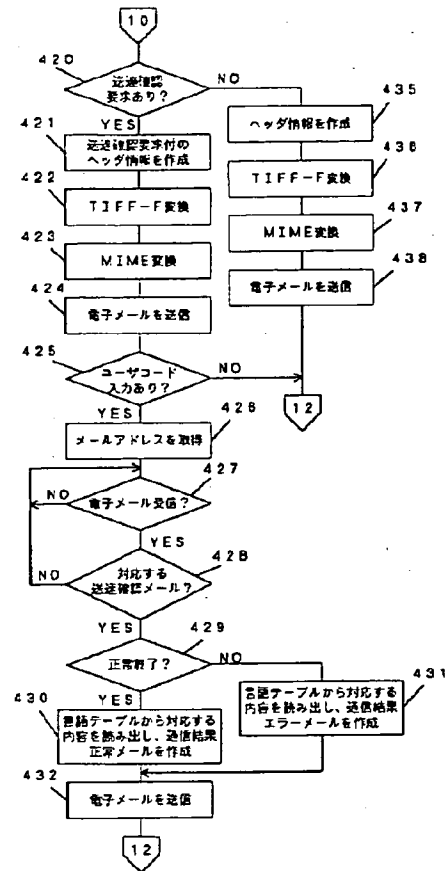 10
420
送達確認
要求あり?
NO
YES
421
送達確認要求付の
ヘッダ情報を作成
422
TIFF-F変換
423
MIME変換
424
電子メールを送信
435
ヘッダ情報を作成
436
TIFF-F変換
437
MIME変換
438
電子メールを送信
425
ユーザコード
入力あり?
NO
YES
12
426
メールアドレスを取得
427
電子メール受信?
NO
YES
428
対応する
送達確認メール?
NO
YES
429
正常終了?
NO
YES
430
言語テーブルから対応する
内容を読み出し、通信結果
正常メールを作成
431
言語テーブルから対応する
内容を読み出し、通信結果
エラーメールを作成
432
電子メールを送信
12